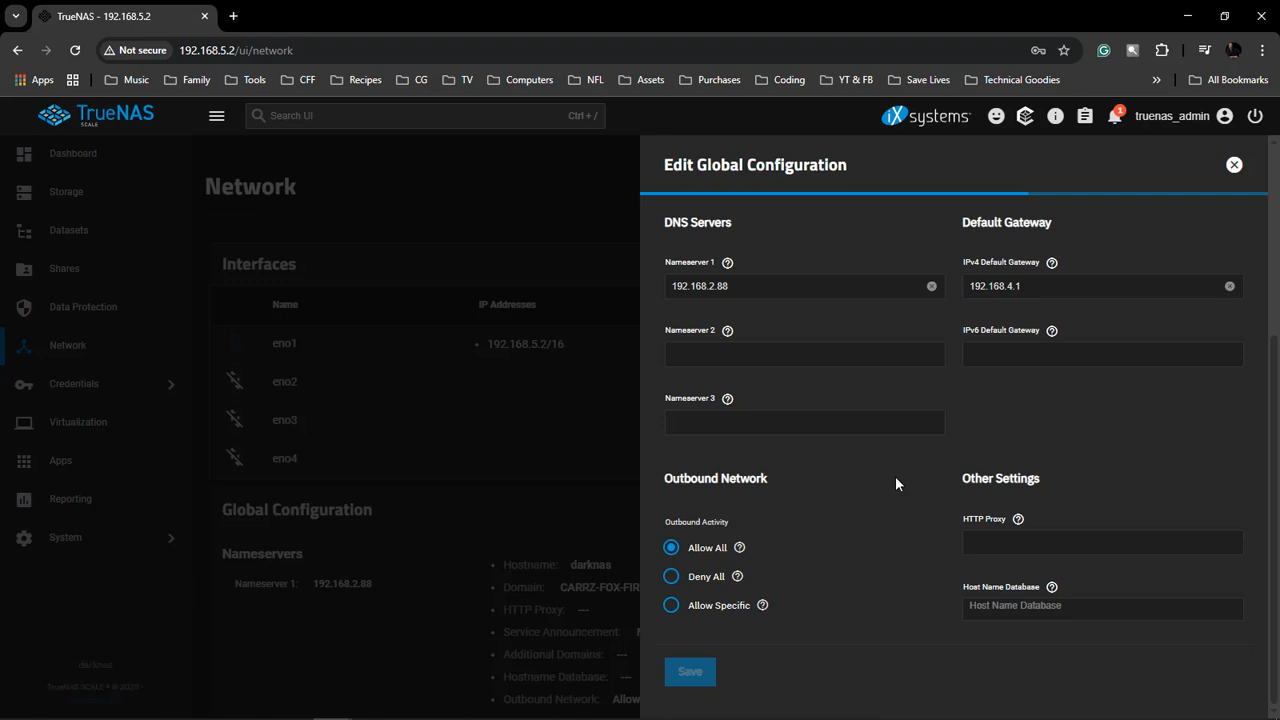 TrueNAS - 192.168.5.2
Not secure 192.168.5.2/ui/network
Apps Music Family Tools CFF Recipes CG TV Computers NFL Assets Purchases Coding YT & FB Save Lives Technical Goodies » All Bookmarks
TrueNAS SCALE Search UI Ctrl + / iXsystems 1 truenas_admin
Dashboard
Storage
Datasets
Shares
Data Protection
Network
Credentials
Virtualization
Apps
Reporting
System
darknas
Network
Interfaces
Name IP Addresses
eno1 • 192.168.5.2/16
eno2
eno3
eno4
Global Configuration
Nameservers
Nameserver 1: 192.168.2.88
• Hostname: darknas
• Domain: CARRZ-FOX-FIR
• HTTP Proxy: ---
• Service Announcement:
• Additional Domains: ---
• Hostname Database: ---
• Outbound Network: Allow
Edit Global Configuration
DNS Servers
Nameserver 1
192.168.2.88
Nameserver 2
Nameserver 3
Default Gateway
IPv4 Default Gateway
192.168.4.1
IPv6 Default Gateway
Outbound Network
Outbound Activity
Allow All
Deny All
Allow Specific
Other Settings
HTTP Proxy
Host Name Database
Host Name Database
Save